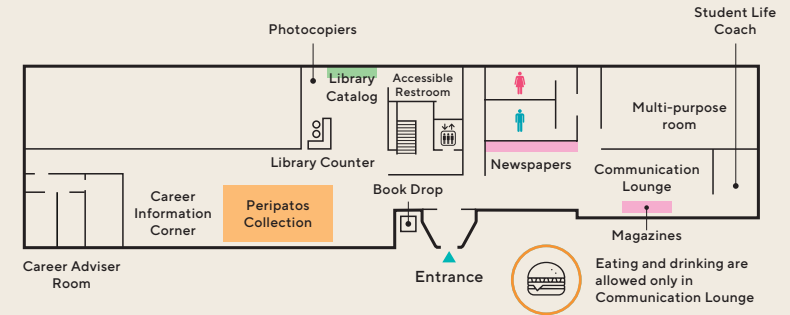 Student Life
Coach
Photocopiers
Library
Catalog
Accessible
Restroom
Multi-purpose
room
Library Counter
Newspapers
Communication
Lounge
Book Drop
Career
Information
Corner
Peripatos
Collection
Magazines
Career Adviser
Room
Entrance
Eating and drinking are
allowed only in
Communication Lounge